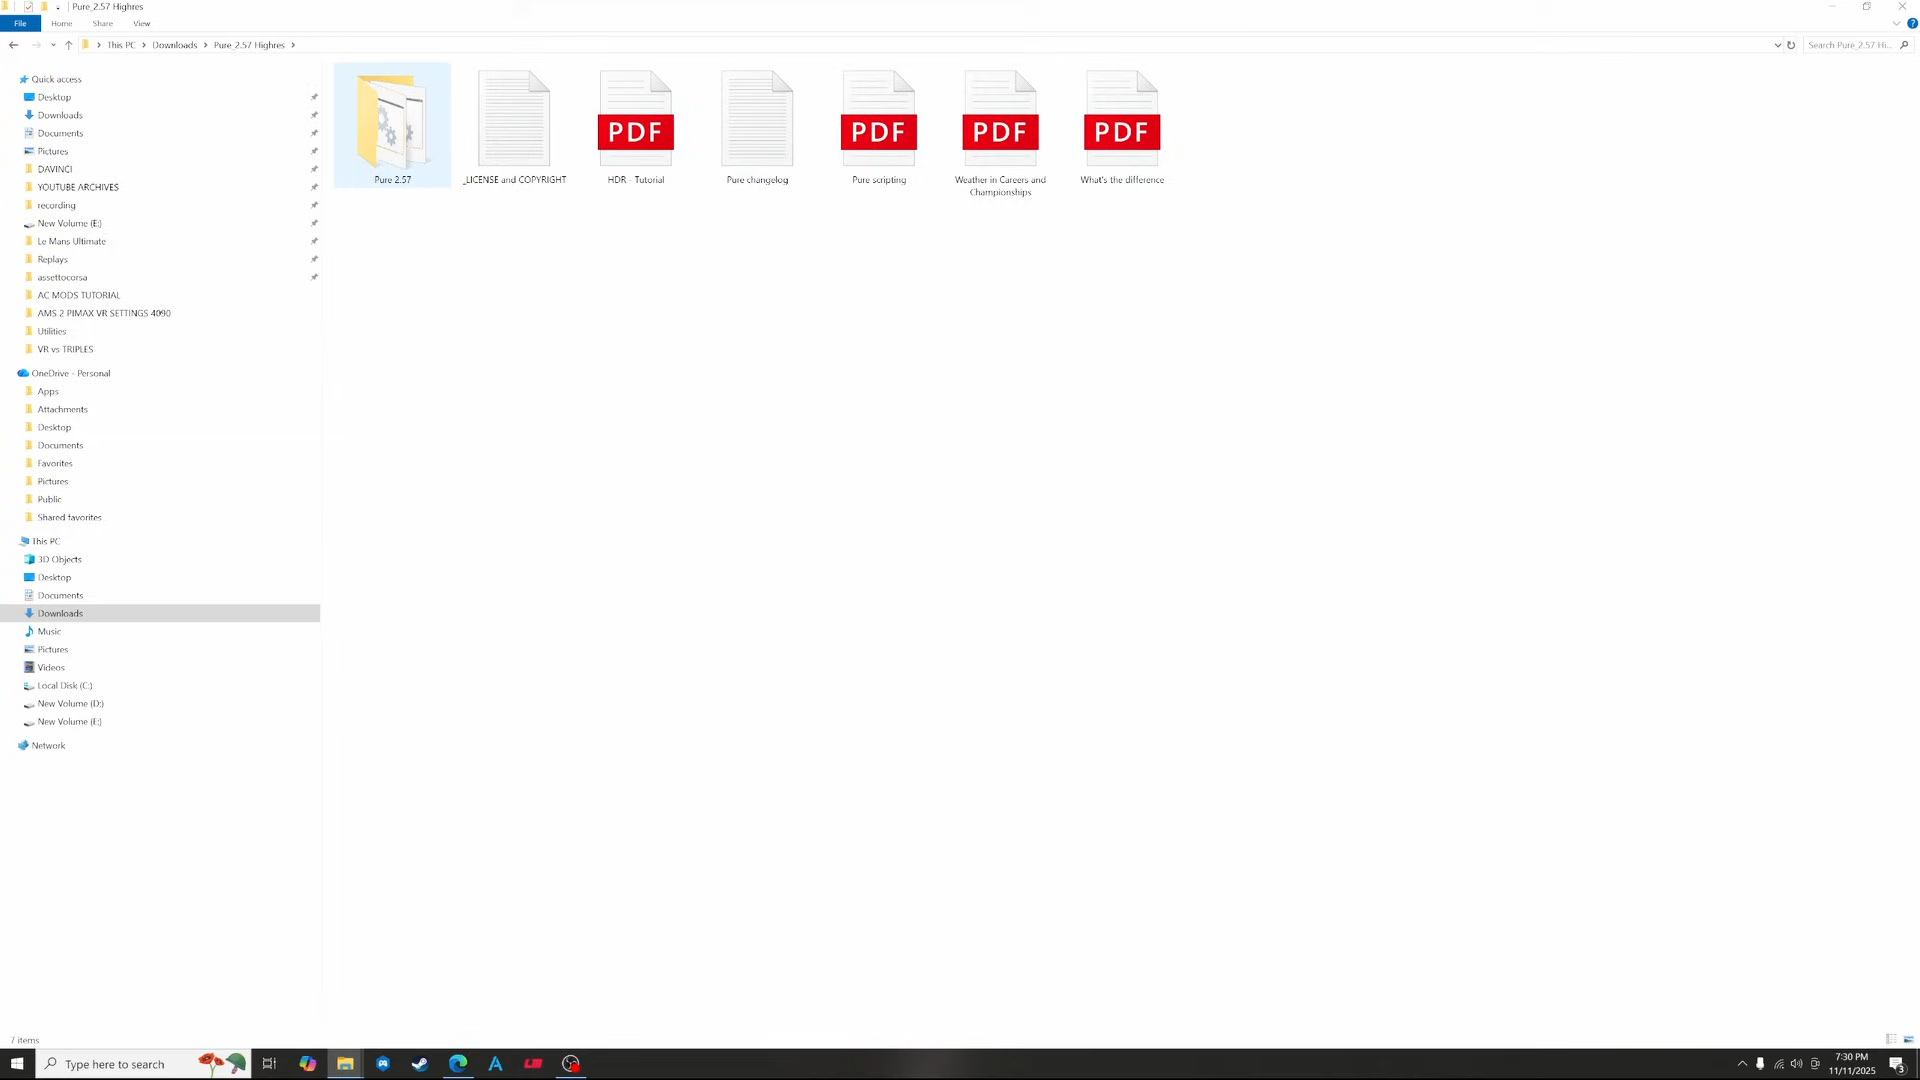 Pure_2.57 Highres
File
Home
Share
View
This PC
Downloads
Pure_2.57 Highres
Search Pure_2.57 Hi...
Quick access
Desktop
Downloads
Documents
Pictures
DAVINCI
YOUTUBE ARCHIVES
recording
New Volume (E:)
Le Mans Ultimate
Replays
assettocorsa
AC MODS TUTORIAL
AMS 2 PIMAX VR SETTINGS 4090
Utilities
VR vs TRIPLES
OneDrive - Personal
Apps
Attachments
Desktop
Documents
Favorites
Pictures
Public
Shared favorites
This PC
3D Objects
Desktop
Documents
Downloads
Music
Pictures
Videos
Local Disk (C:)
New Volume (D:)
New Volume (E:)
Network
Pure 2.57
_LICENSE and COPYRIGHT
PDF
HDR - Tutorial
Pure changelog
PDF
Pure scripting
PDF
Weather in Careers and
Championships
PDF
What's the difference
7 items
Type here to search
7:30 PM
11/11/2025
3